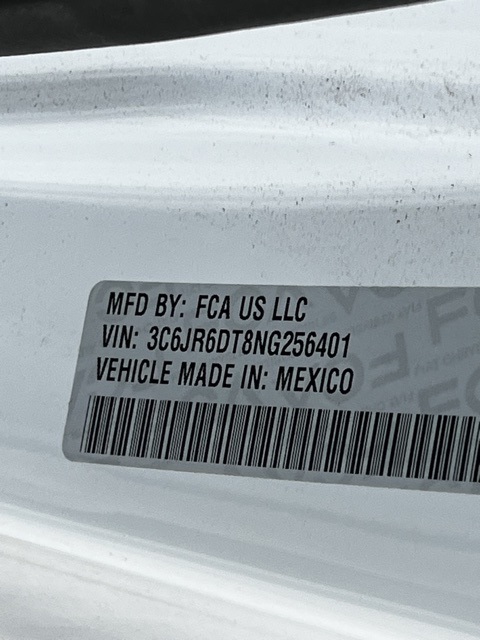 MFD BY: FCA US LLC
VIN: 3C6JR6DT8NG256401
VEHICLE MADE IN: MEXICO